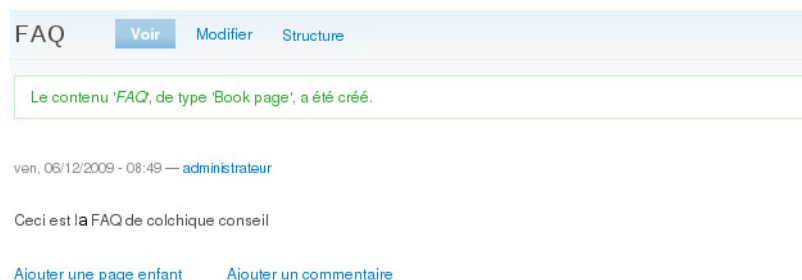 FAQ Voir Modifier Structure
Le contenu 'FAQ', de type 'Book page', a été créé.
ven, 06/12/2009 - 08:49 — administrateur
Ceci est la FAQ de colchique conseil
Ajouter une page enfant Ajouter un commentaire